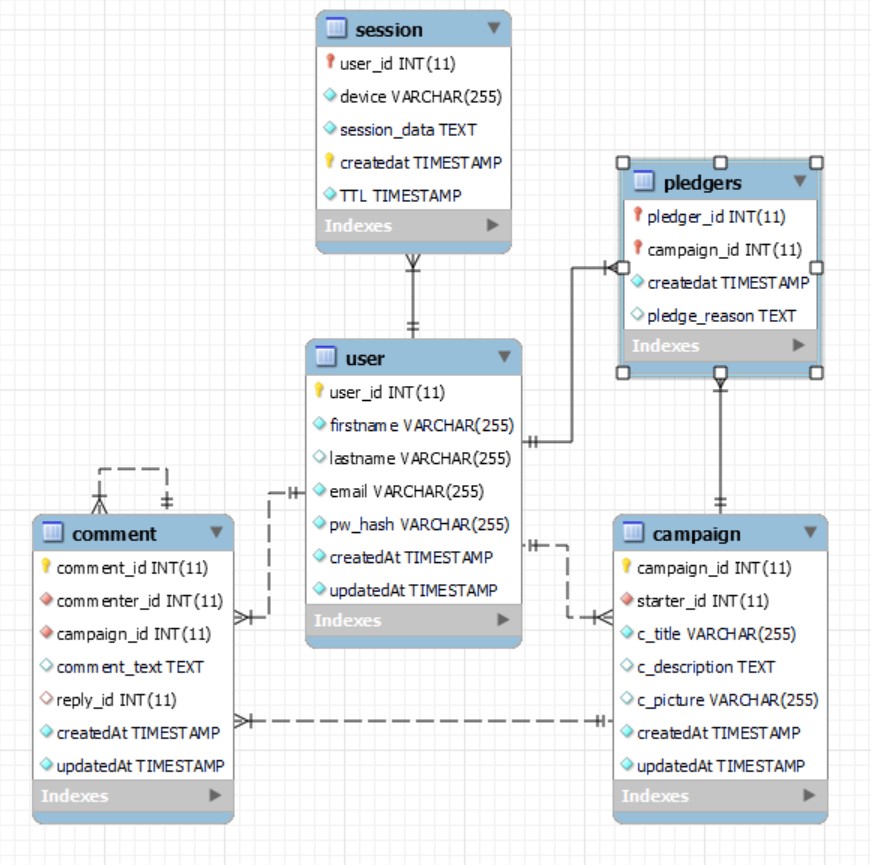 session
user_id INT(11)
device VARCHAR(255)
session_data TEXT
createdat TIMESTAMP
TTL TIMESTAMP
Indexes
pledgers
pledger_id INT(11)
campaign_id INT(11)
createdat TIMESTAMP
pledge_reason TEXT
Indexes
user
user_id INT(11)
firstname VARCHAR(255)
lastname VARCHAR(255)
email VARCHAR(255)
pw_hash VARCHAR(255)
createdAt TIMESTAMP
updatedAt TIMESTAMP
Indexes
comment
comment_id INT(11)
commenter_id INT(11)
campaign_id INT(11)
comment_text TEXT
reply_id INT(11)
createdAt TIMESTAMP
updatedAt TIMESTAMP
Indexes
campaign
campaign_id INT(11)
starter_id INT(11)
c_title VARCHAR(255)
c_description TEXT
c_picture VARCHAR(255)
createdAt TIMESTAMP
updatedAt TIMESTAMP
Indexes